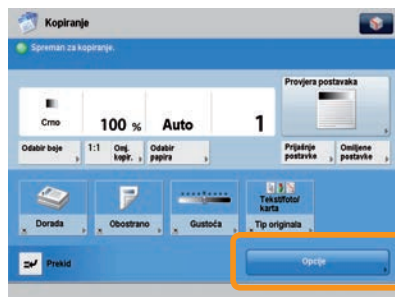 Kopiranje
Spreman za kopiranje.
Provjera postavaka
Crno 100 % Auto 1
Odabir boje 1:1 Omj. kopir. Odabir papira Prijašnje postavke Omiljene postavke
Tekst/foto/karta
Dorada Obostrano Gustoća Tip originala
Prekid Opcije